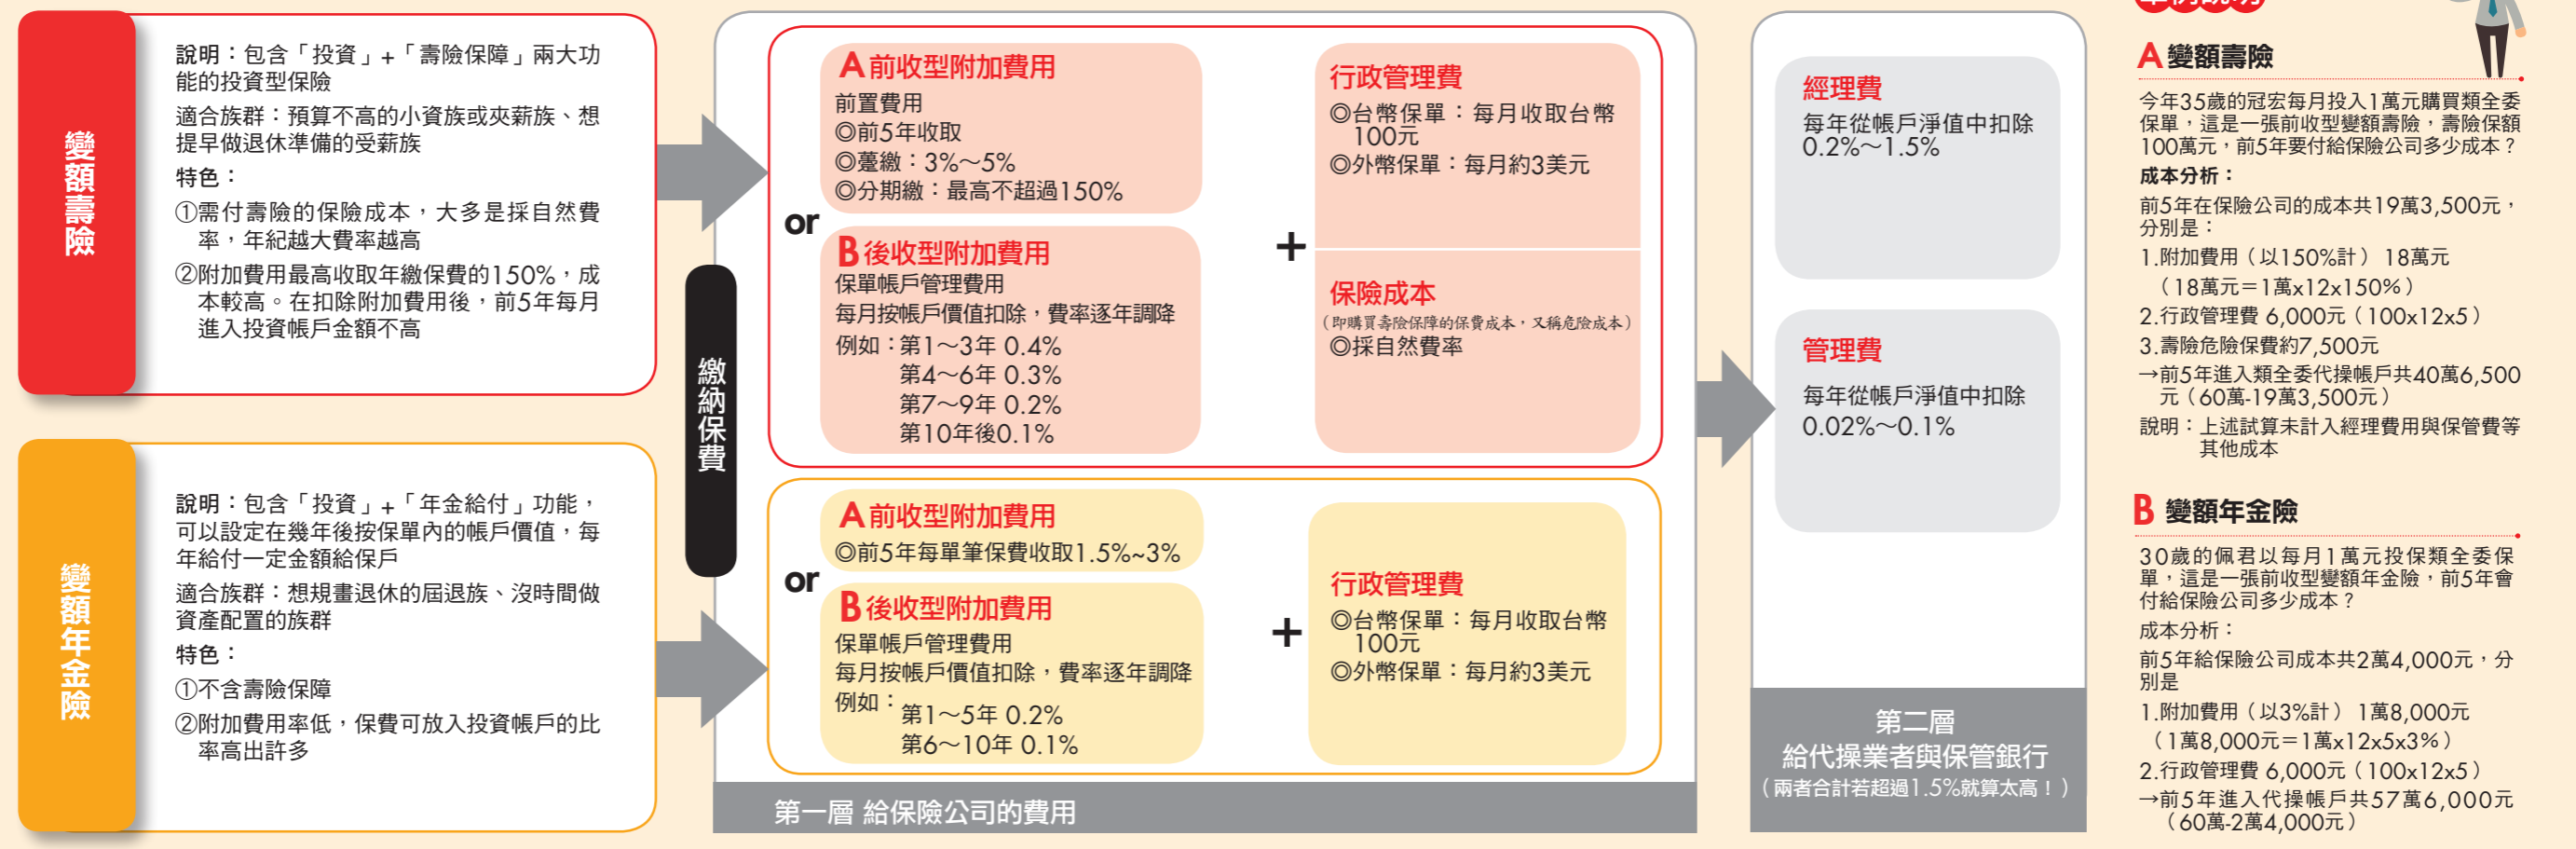 變額壽險
說明：包含「投資」+「壽險保障」兩大功
能的投資型保險
適合族群：預算不高的小資族或夾薪族、想
提早做退休準備的受薪族
特色：
①需付壽險的保險成本，大多是採自然費
率，年紀越大費率越高
②附加費用最高收取年繳保費的150%，成
本較高。在扣除附加費用後，前5年每月
進入投資帳戶金額不高
變額年金險
說明：包含「投資」+「年金給付」功能，
可以設定在幾年後按保單內的帳戶價值，每
年給付一定金額給保戶
適合族群：想規畫退休的屆退族、沒時間做
資產配置的族群
特色：
①不含壽險保障
②附加費用率低，保費可放入投資帳戶的比
率高出許多
繳納保費
A 前收型附加費用
前置費用
◎前5年收取
◎躉繳：3%～5%
◎分期繳：最高不超過150%
or
B 後收型附加費用
保單帳戶管理費用
每月按帳戶價值扣除，費率逐年調降
例如：第1～3年 0.4%
第4～6年 0.3%
第7～9年 0.2%
第10年後0.1%
+
行政管理費
◎台幣保單：每月收取台幣
100元
◎外幣保單：每月約3美元
保險成本
（即購買壽險保障的保費成本，又稱危險成本）
◎採自然費率
A 前收型附加費用
◎前5年每單筆保費收取1.5%~3%
or
B 後收型附加費用
保單帳戶管理費用
每月按帳戶價值扣除，費率逐年調降
例如：
第1～5年 0.2%
第6～10年 0.1%
+
行政管理費
◎台幣保單：每月收取台幣
100元
◎外幣保單：每月約3美元
第一層 給保險公司的費用
經理費
每年從帳戶淨值中扣除
0.2%～1.5%
管理費
每年從帳戶淨值中扣除
0.02%～0.1%
第二層
給代操業者與保管銀行
（兩者合計若超過1.5%就算太高！）
A 變額壽險
今年35歲的冠宏每月投入1萬元購買類全委
保單，這是一張前收型變額壽險，壽險保額
100萬元，前5年要付給保險公司多少成本？
成本分析：
前5年在保險公司的成本共19萬3,500元，
分別是：
1.附加費用（以150%計） 18萬元
（18萬元＝1萬x12x150%）
2.行政管理費 6,000元（100x12x5）
3.壽險危險保費約7,500元
→前5年進入類全委代操帳戶共40萬6,500
元（60萬-19萬3,500元）
說明：上述試算未計入經理費用與保管費等
其他成本
B 變額年金險
30歲的佩君以每月1萬元投保類全委保
單，這是一張前收型變額年金險，前5年會
付給保險公司多少成本？
成本分析：
前5年給保險公司成本共2萬4,000元，分
別是
1.附加費用（以3%計） 1萬8,000元
（1萬8,000元＝1萬x12x5x3%）
2.行政管理費 6,000元（100x12x5）
→前5年進入代操帳戶共57萬6,000元
（60萬-2萬4,000元）